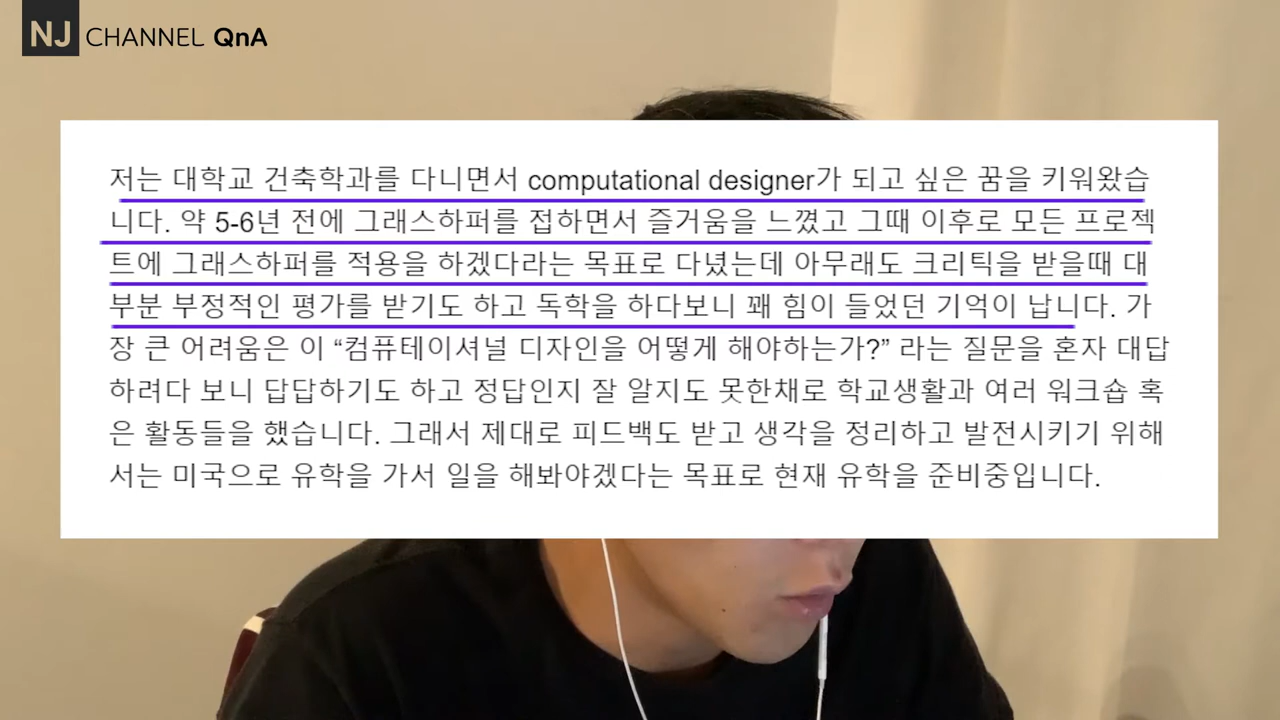 NJ CHANNEL QnA
저는 대학교 건축학과를 다니면서 computational designer가 되고 싶은 꿈을 키워왔습
니다. 약 5-6년 전에 그래스하퍼를 접하면서 즐거움을 느꼈고 그때 이후로 모든 프로젝
트에 그래스하퍼를 적용을 하겠다라는 목표로 다녔는데 아무래도 크리틱을 받을때 대
부분 부정적인 평가를 받기도 하고 독학을 하다보니 꽤 힘이 들었던 기억이 납니다. 가
장 큰 어려움은 이 “컴퓨테이셔널 디자인을 어떻게 해야하는가?” 라는 질문을 혼자 대답
하려다 보니 답답하기도 하고 정답인지 잘 알지도 못한채로 학교생활과 여러 워크숍 혹
은 활동들을 했습니다. 그래서 제대로 피드백도 받고 생각을 정리하고 발전시키기 위해
서는 미국으로 유학을 가서 일을 해봐야겠다는 목표로 현재 유학을 준비중입니다.